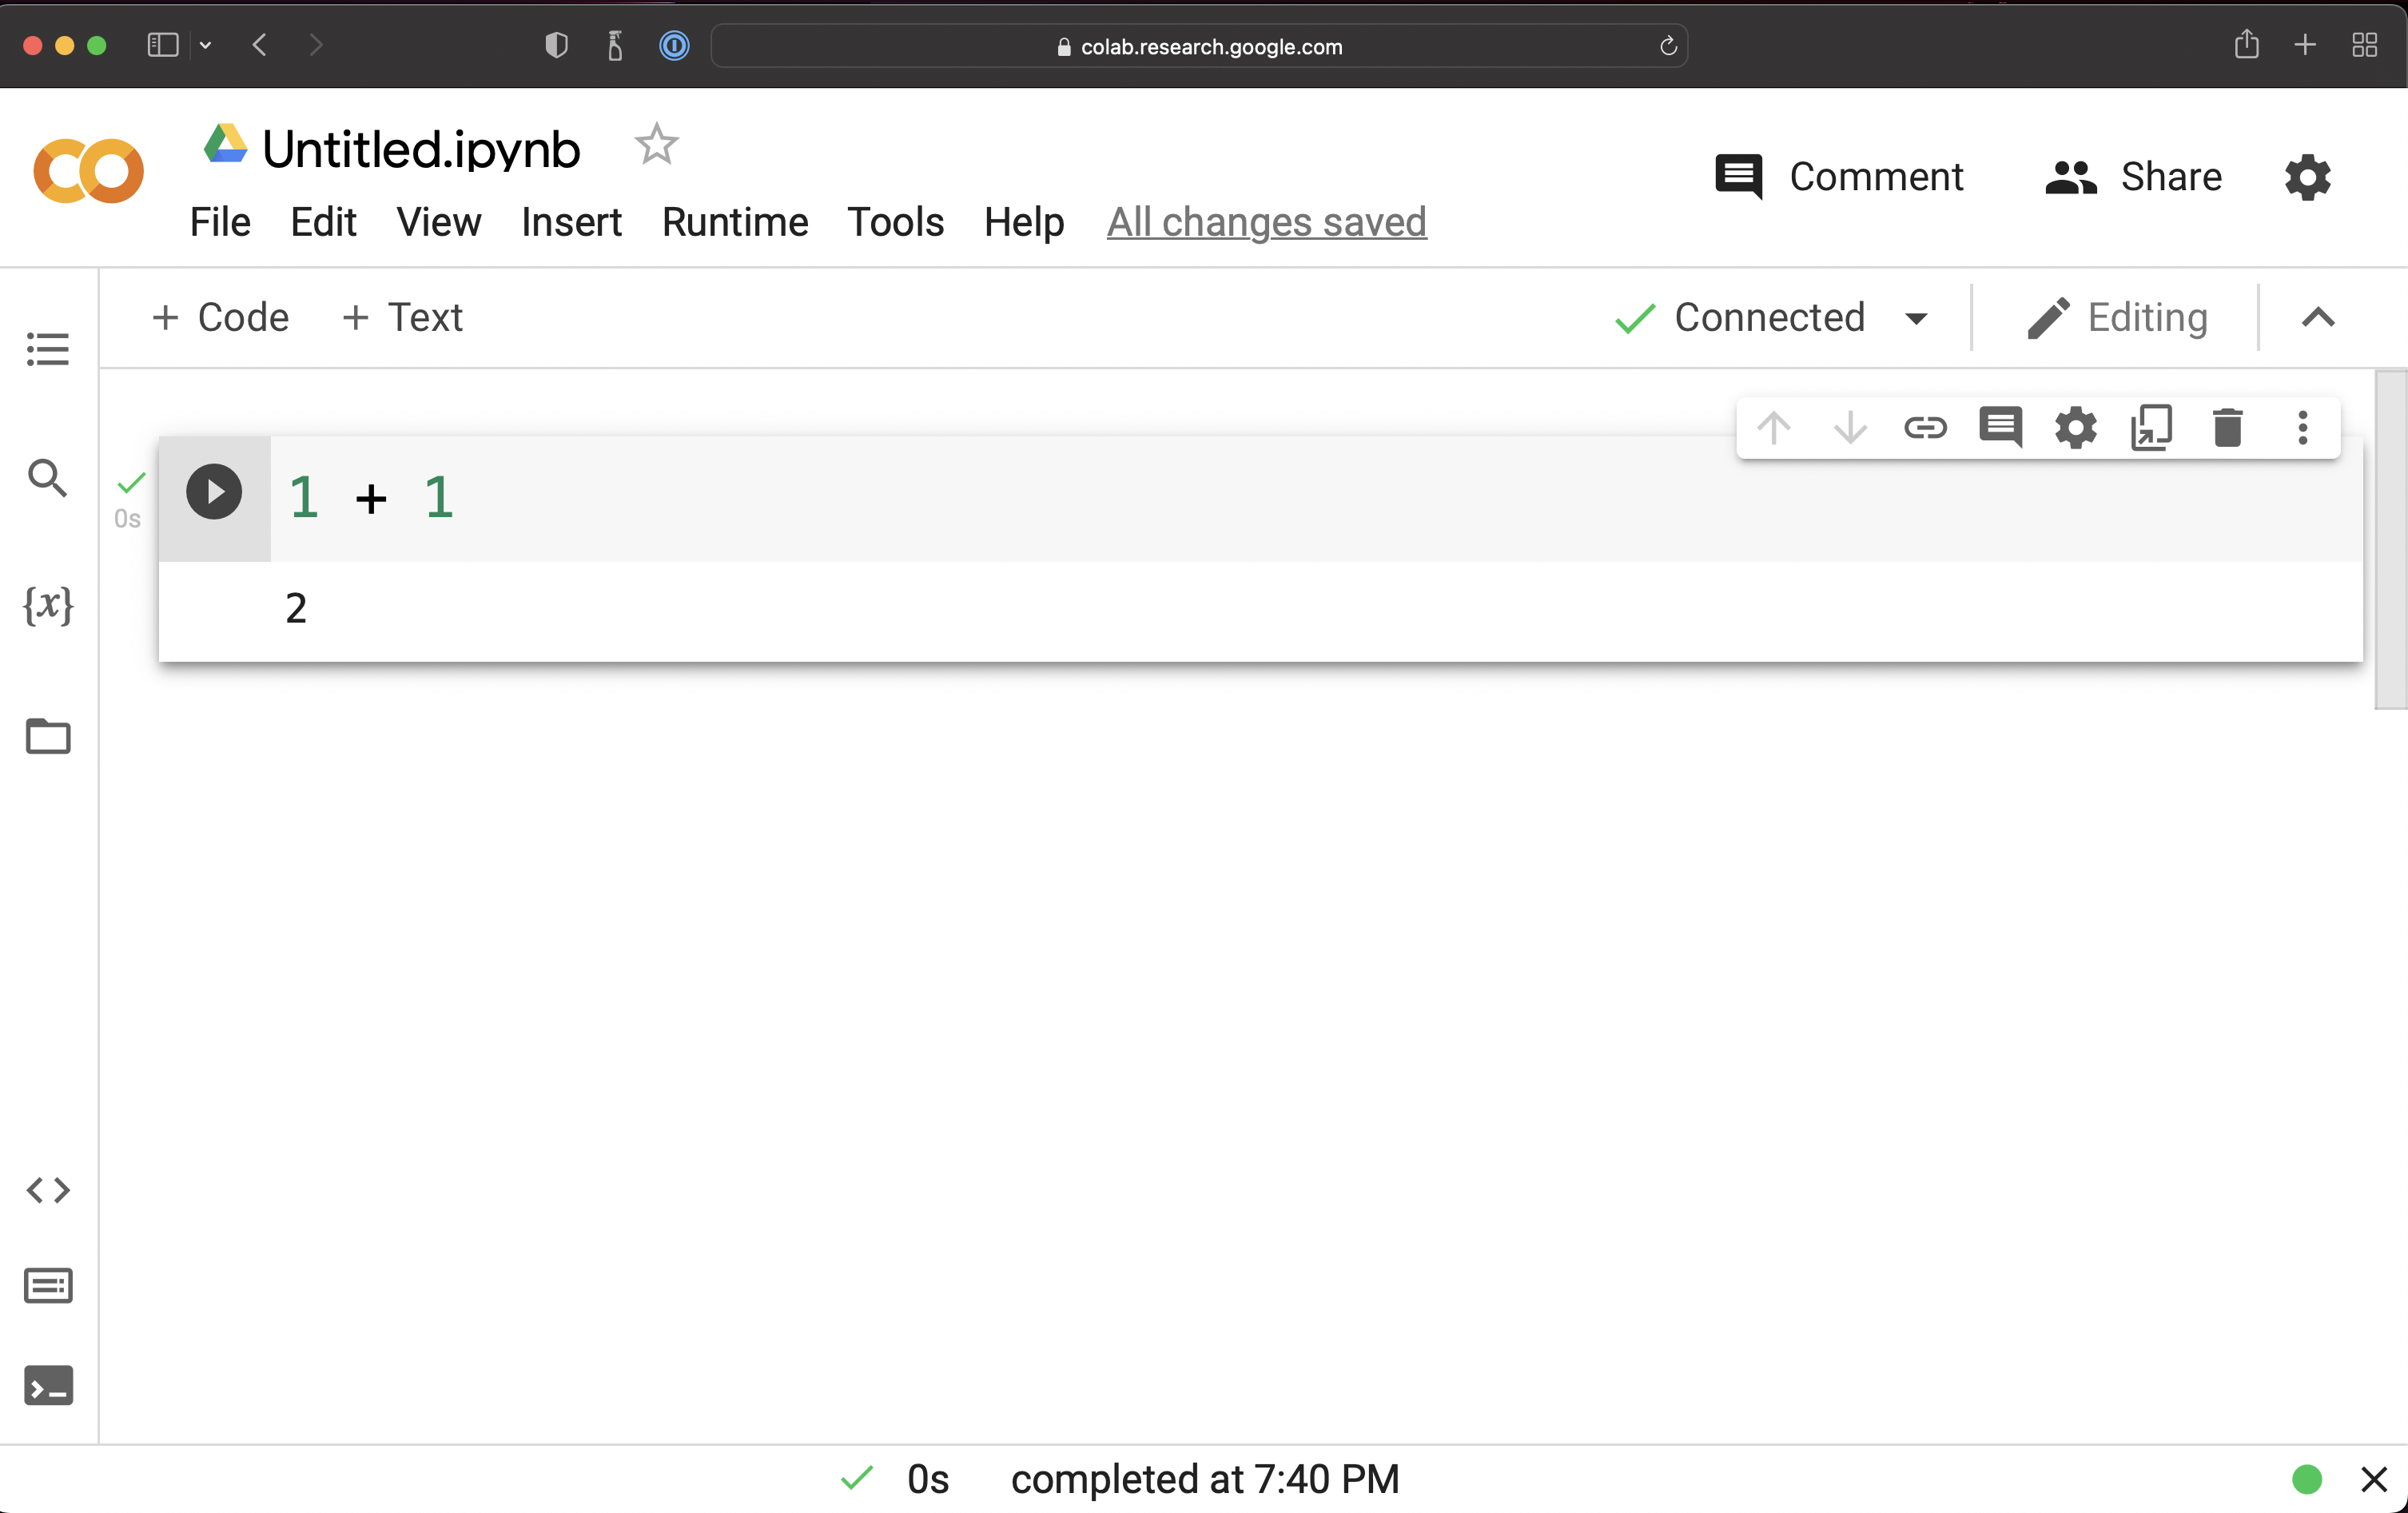 colab.research.google.com
Untitled.ipynb
File Edit View Insert Runtime Tools Help All changes saved
Comment Share
+ Code + Text
Connected Editing
1 + 1
0s
{x}
2
0s completed at 7:40 PM